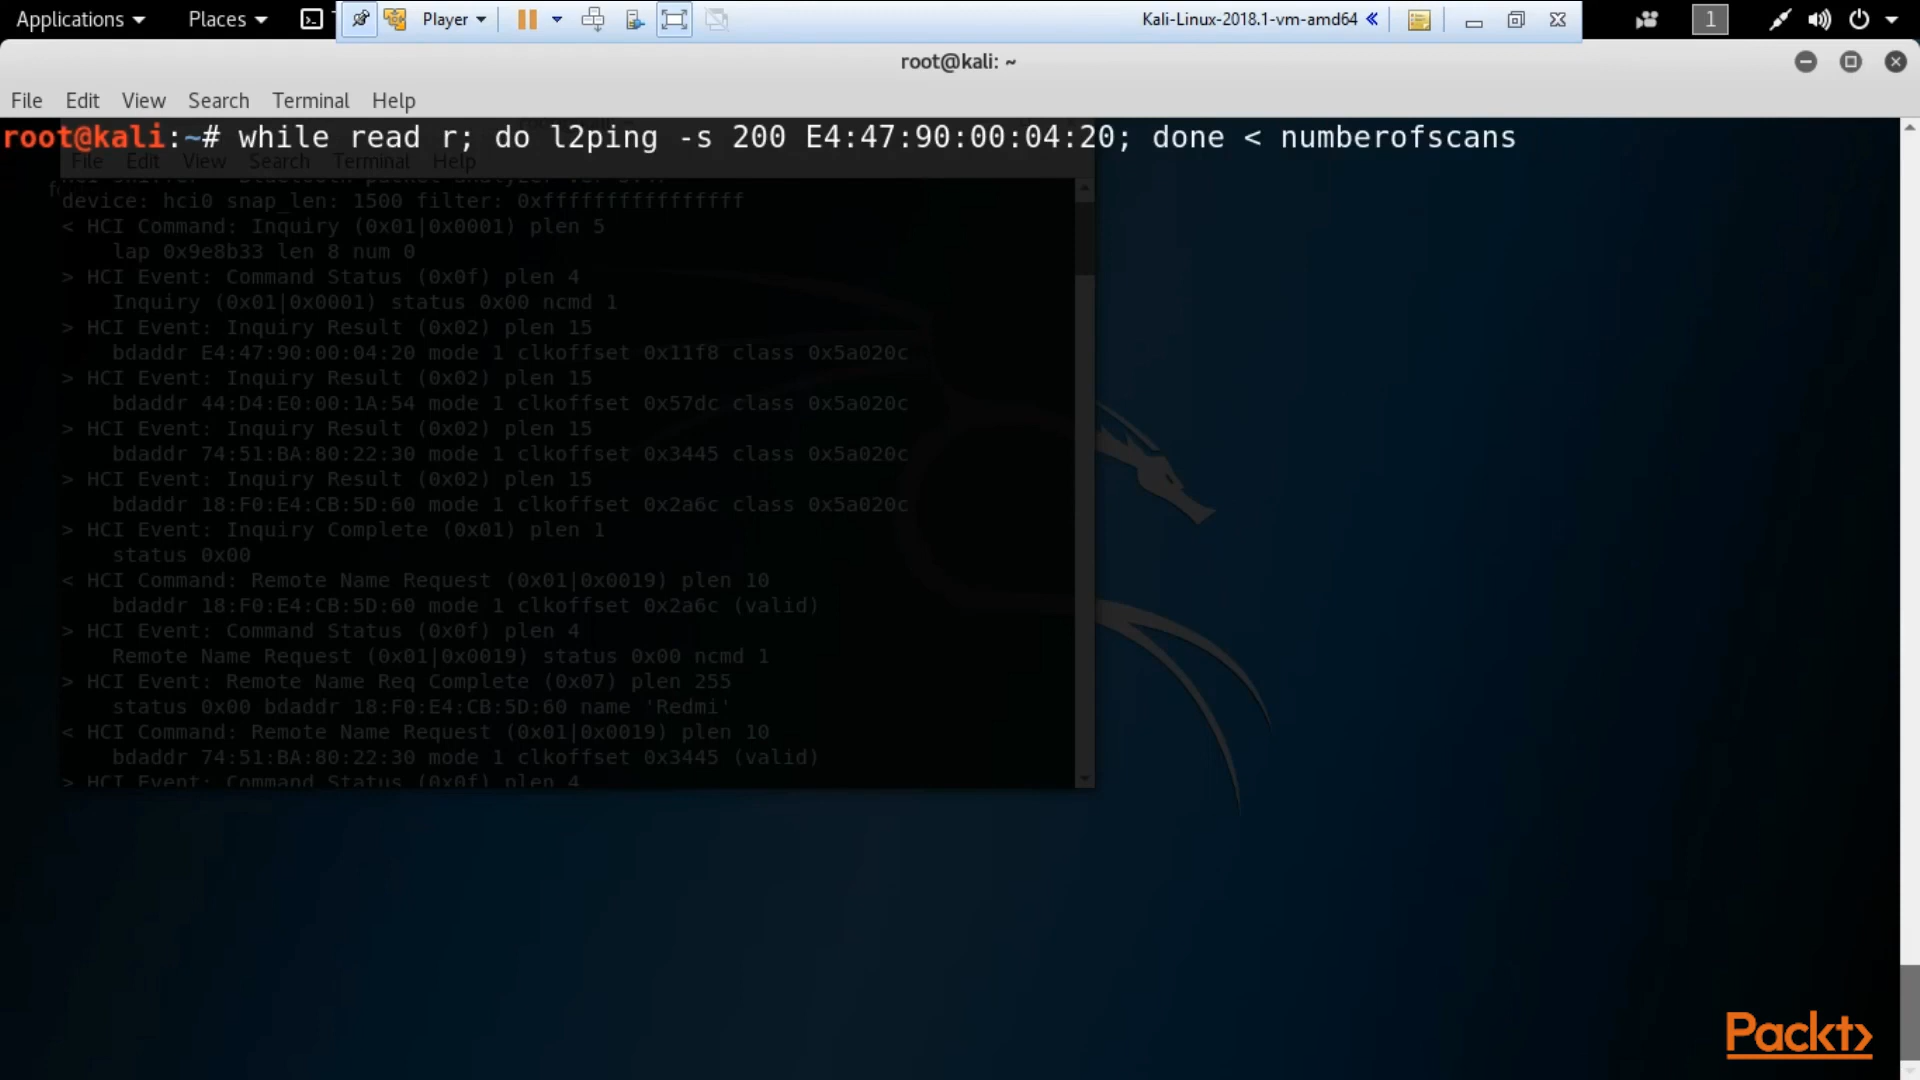 Applications Places Player Kali-Linux-2018.1-vm-amd64 1
root@kali: ~
File Edit View Search Terminal Help
root@kali:~# while read r; do l2ping -s 200 E4:47:90:00:04:20; done < numberofscans
File Edit View Search Terminal Help
device: hci0 snap_len: 1500 filter: 0xffffffffffffffff
< HCI Command: Inquiry (0x01|0x0001) plen 5
lap 0x9e8b33 len 8 num 0
> HCI Event: Command Status (0x0f) plen 4
Inquiry (0x01|0x0001) status 0x00 ncmd 1
> HCI Event: Inquiry Result (0x02) plen 15
bdaddr E4:47:90:00:04:20 mode 1 clkoffset 0x11f8 class 0x5a020c
> HCI Event: Inquiry Result (0x02) plen 15
bdaddr 44:D4:E0:00:1A:54 mode 1 clkoffset 0x57dc class 0x5a020c
> HCI Event: Inquiry Result (0x02) plen 15
bdaddr 74:51:BA:80:22:30 mode 1 clkoffset 0x3445 class 0x5a020c
> HCI Event: Inquiry Result (0x02) plen 15
bdaddr 18:F0:E4:CB:5D:60 mode 1 clkoffset 0x2a6c class 0x5a020c
> HCI Event: Inquiry Complete (0x01) plen 1
status 0x00
< HCI Command: Remote Name Request (0x01|0x0019) plen 10
bdaddr 18:F0:E4:CB:5D:60 mode 1 clkoffset 0x2a6c (valid)
> HCI Event: Command Status (0x0f) plen 4
Remote Name Request (0x01|0x0019) status 0x00 ncmd 1
> HCI Event: Remote Name Req Complete (0x07) plen 255
status 0x00 bdaddr 18:F0:E4:CB:5D:60 name 'Redmi'
< HCI Command: Remote Name Request (0x01|0x0019) plen 10
bdaddr 74:51:BA:80:22:30 mode 1 clkoffset 0x3445 (valid)
> HCI Event: Command Status (0x0f) plen 4
Packt>